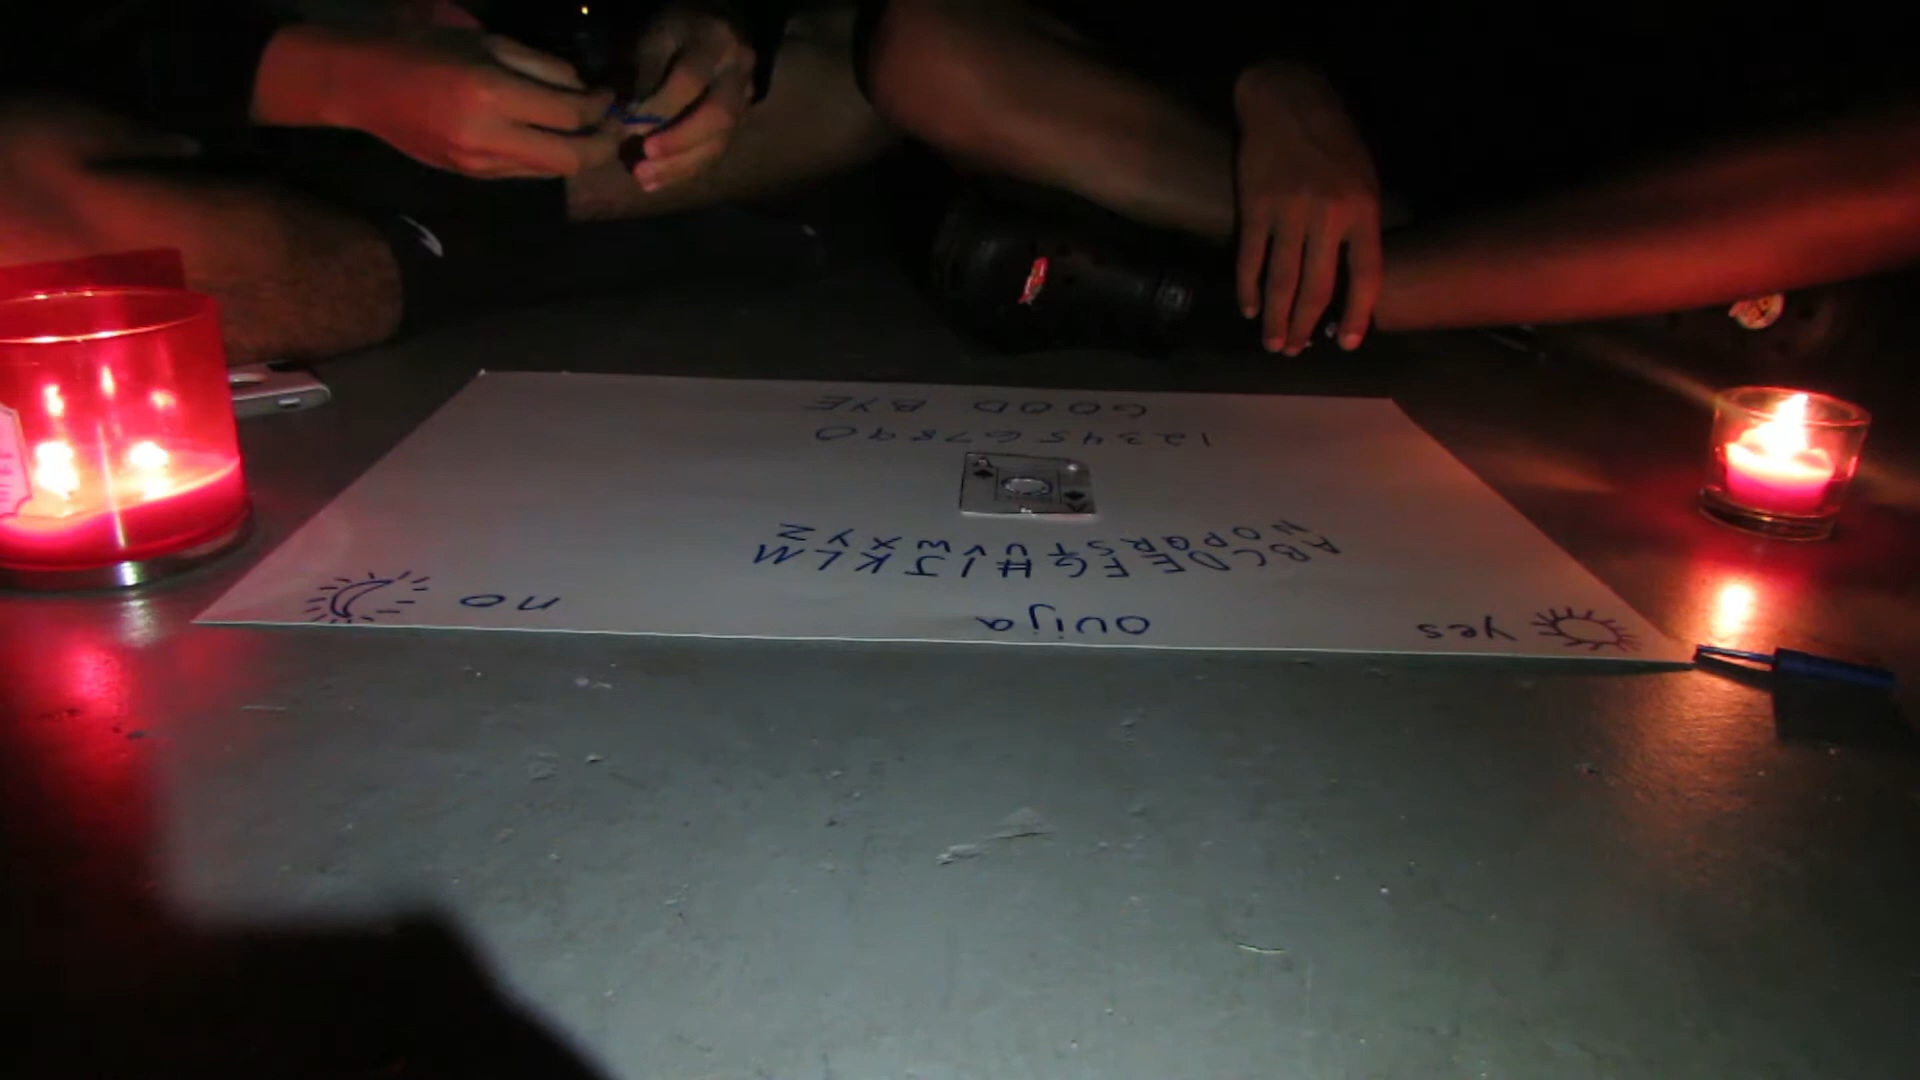 yes ouija no
ABCDEFGHIJKLM
NOPQRSTUVWXYZ
1234567890
GOOD BYE